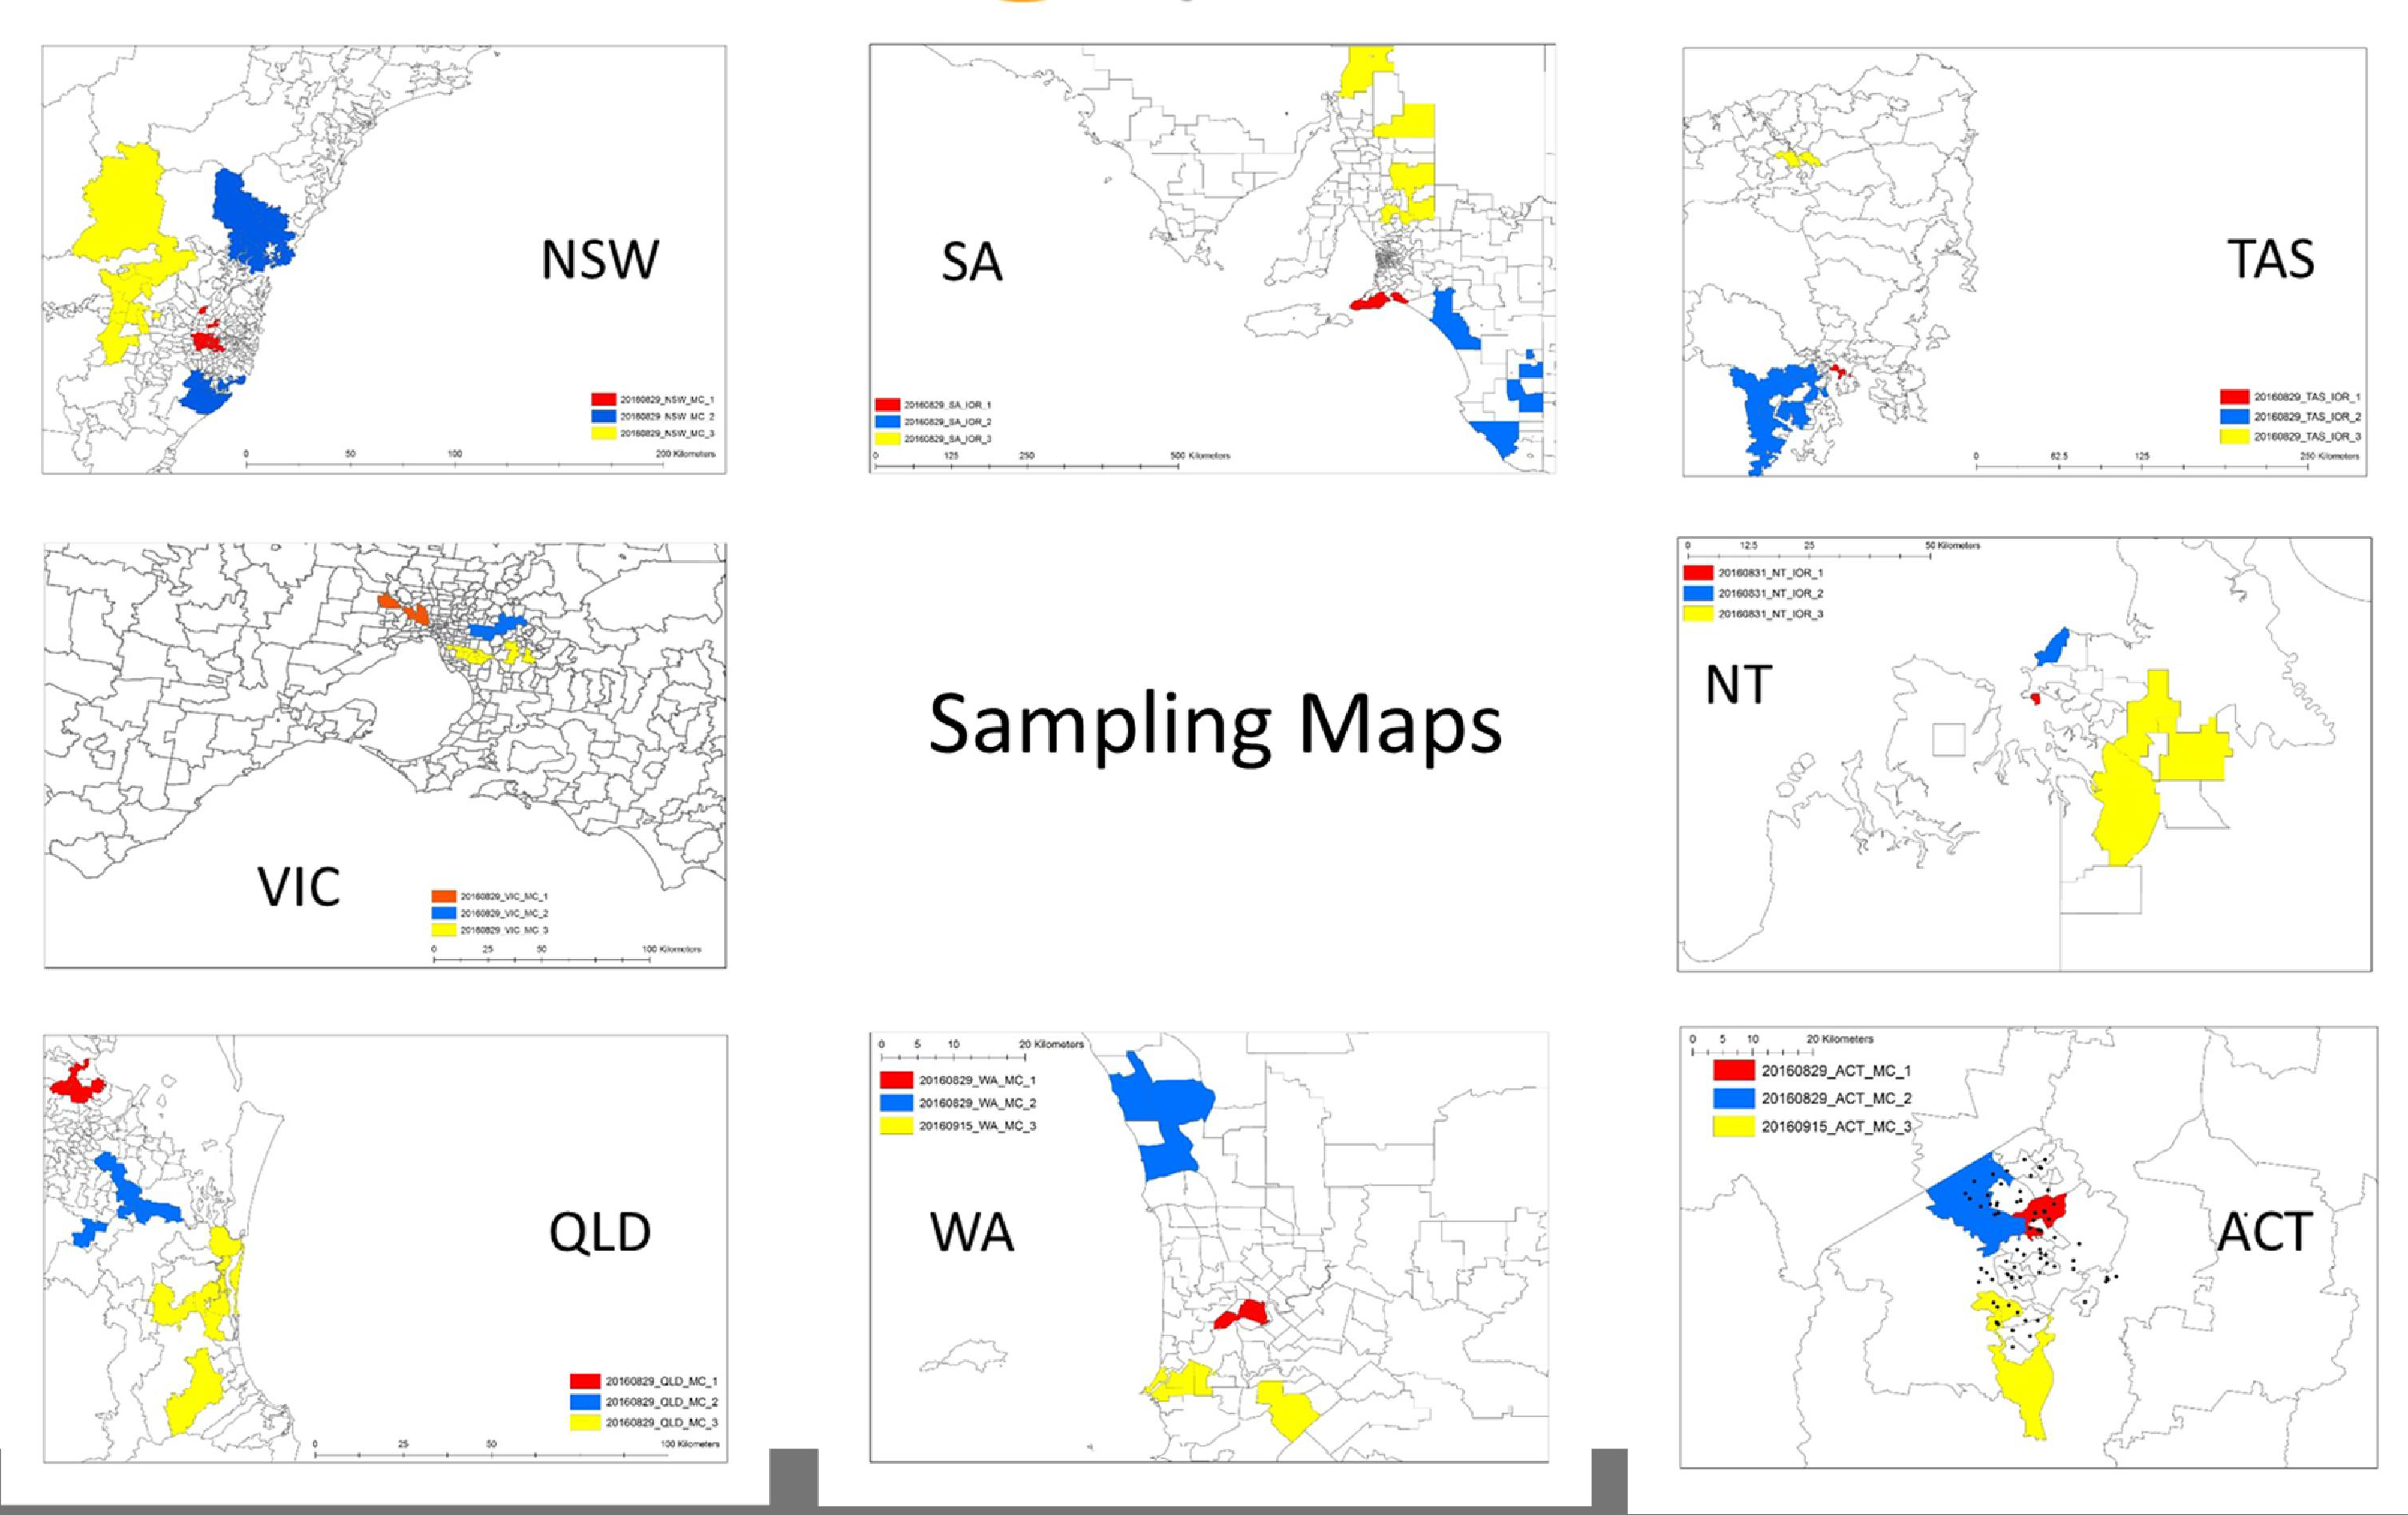 NSW
20160829_NSW_MC_1
20160829_NSW_MC_2
20160829_NSW_MC_3
0 50 100 200 Kilometers
SA
20160829_SA_IOR_1
20160829_SA_IOR_2
20160829_SA_IOR_3
0 125 250 500 Kilometers
TAS
20160829_TAS_IOR_1
20160829_TAS_IOR_2
20160829_TAS_IOR_3
0 62.5 125 250 Kilometers
VIC
20160829_VIC_MC_1
20160829_VIC_MC_2
20160829_VIC_MC_3
0 25 50 100 Kilometers
Sampling Maps
0 12.5 25 50 Kilometers
20160831_NT_IOR_1
20160831_NT_IOR_2
20160831_NT_IOR_3
NT
QLD
20160829_QLD_MC_1
20160829_QLD_MC_2
20160829_QLD_MC_3
0 25 50 100 Kilometers
0 5 10 20 Kilometers
20160829_WA_MC_1
20160829_WA_MC_2
20160915_WA_MC_3
WA
0 5 10 20 Kilometers
20160829_ACT_MC_1
20160829_ACT_MC_2
20160915_ACT_MC_3
ACT